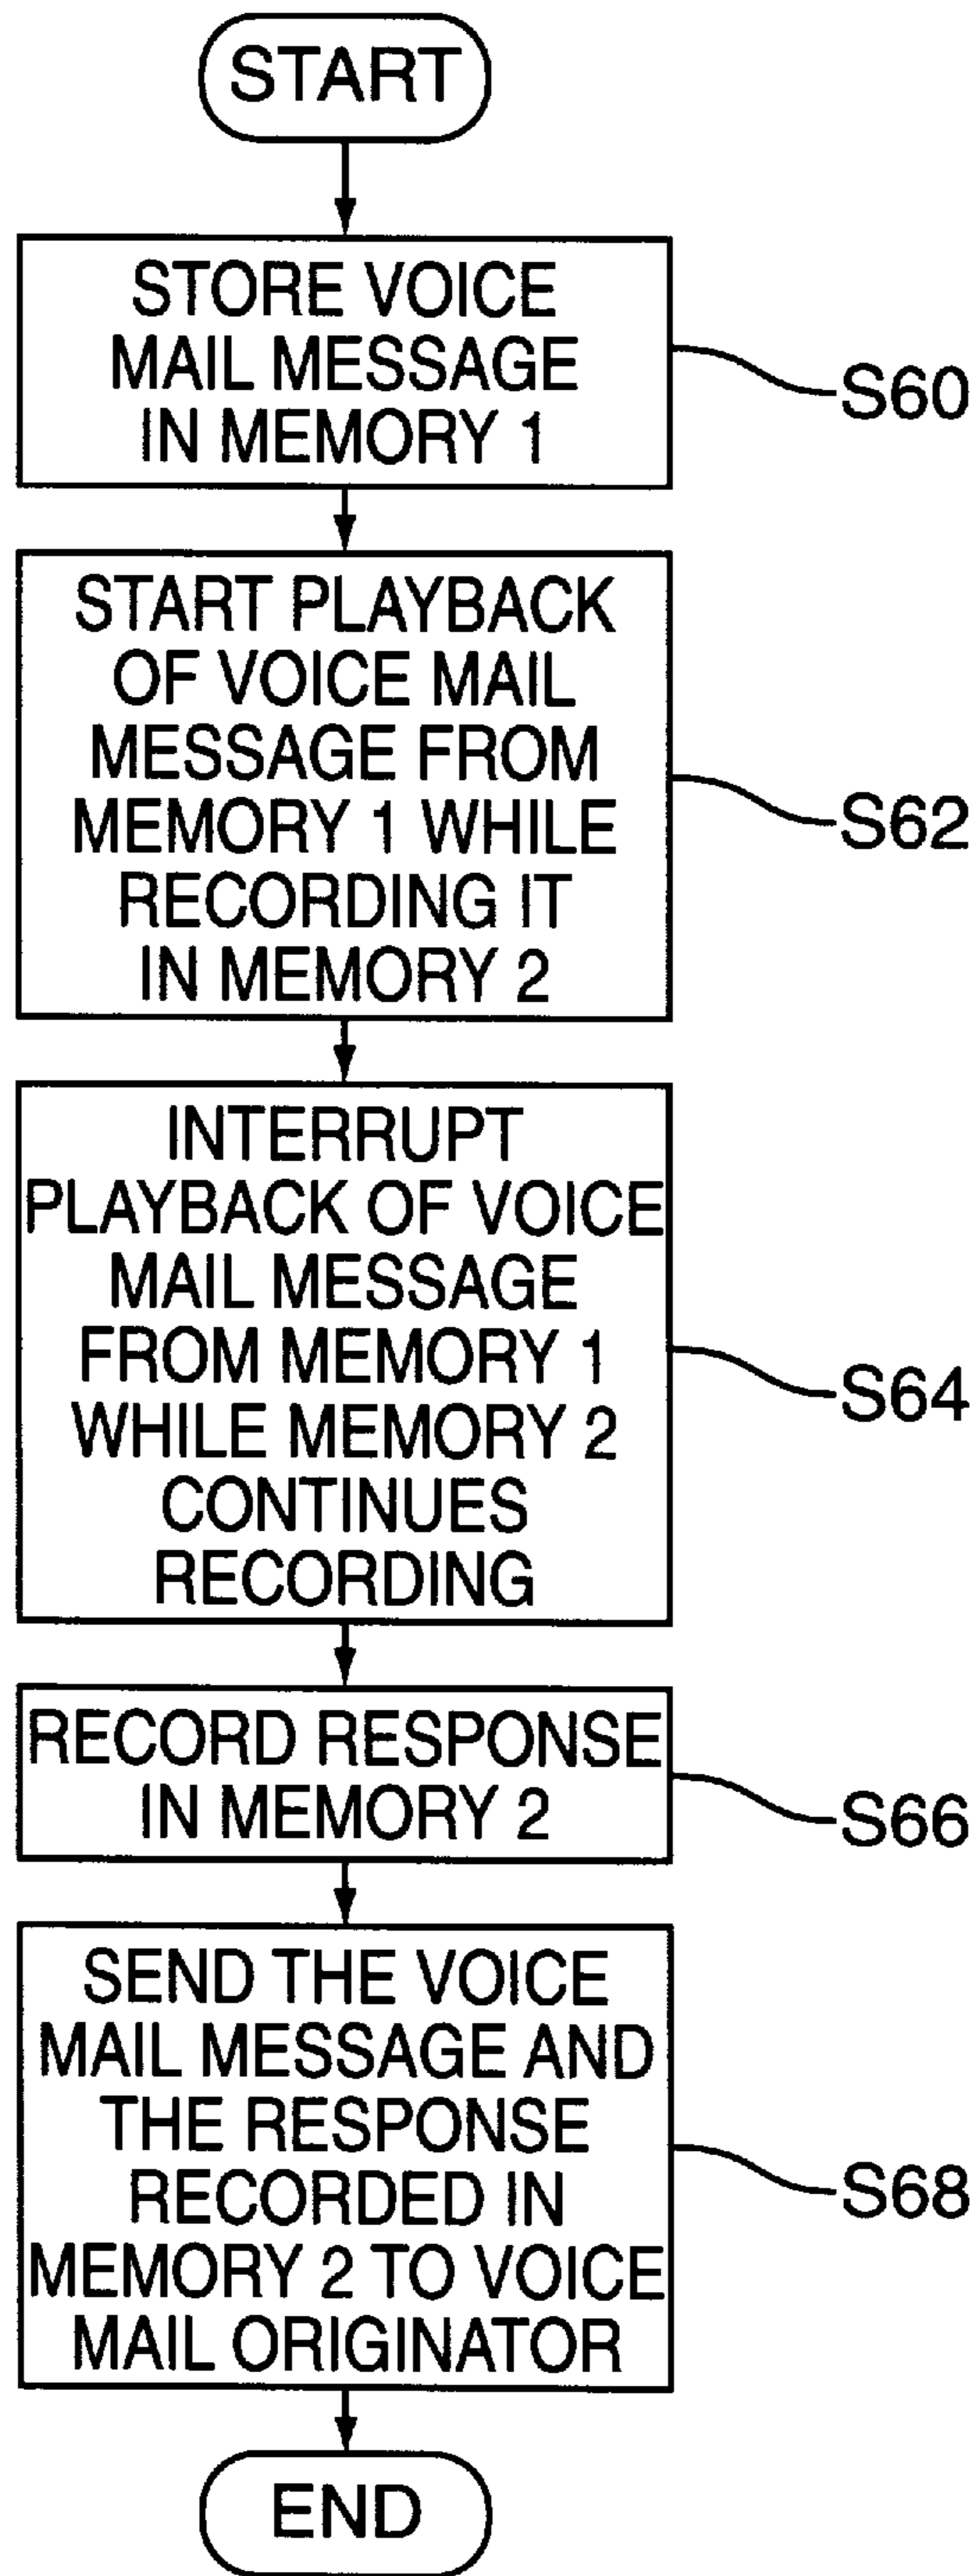 START
STORE VOICE
MAIL MESSAGE
IN MEMORY 1
S60
START PLAYBACK
OF VOICE MAIL
MESSAGE FROM
MEMORY 1 WHILE
RECORDING IT
IN MEMORY 2
S62
INTERRUPT
PLAYBACK OF VOICE
MAIL MESSAGE
FROM MEMORY 1
WHILE MEMORY 2
CONTINUES
RECORDING
S64
RECORD RESPONSE
IN MEMORY 2
S66
SEND THE VOICE
MAIL MESSAGE AND
THE RESPONSE
RECORDED IN
MEMORY 2 TO VOICE
MAIL ORIGINATOR
S68
END